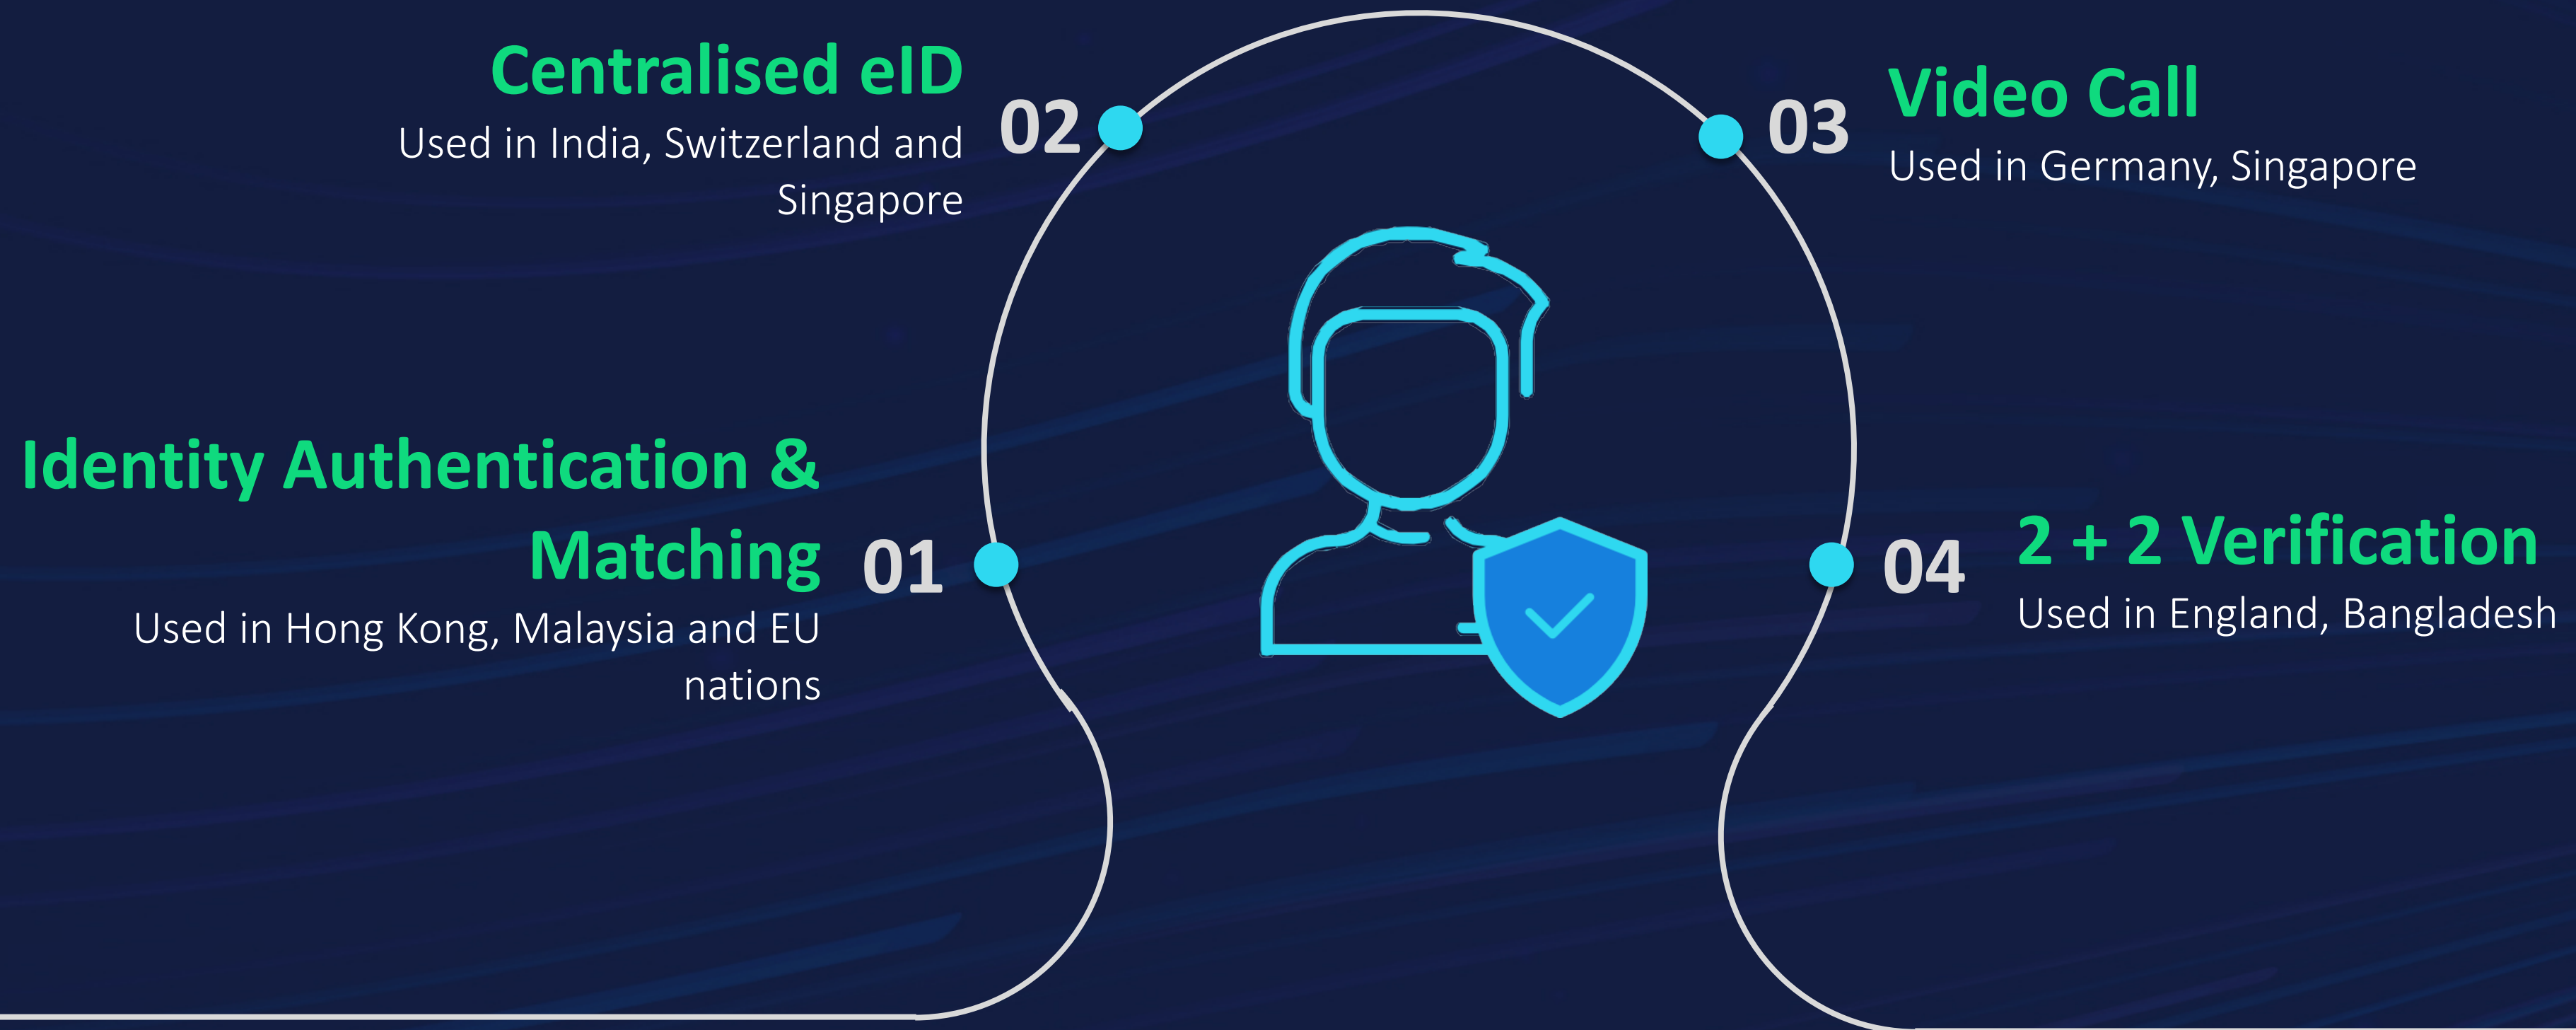 01
Identity Authentication &
Matching
Used in Hong Kong, Malaysia and EU
nations
02
Centralised eID
Used in India, Switzerland and
Singapore
03
Video Call
Used in Germany, Singapore
04
2 + 2 Verification
Used in England, Bangladesh